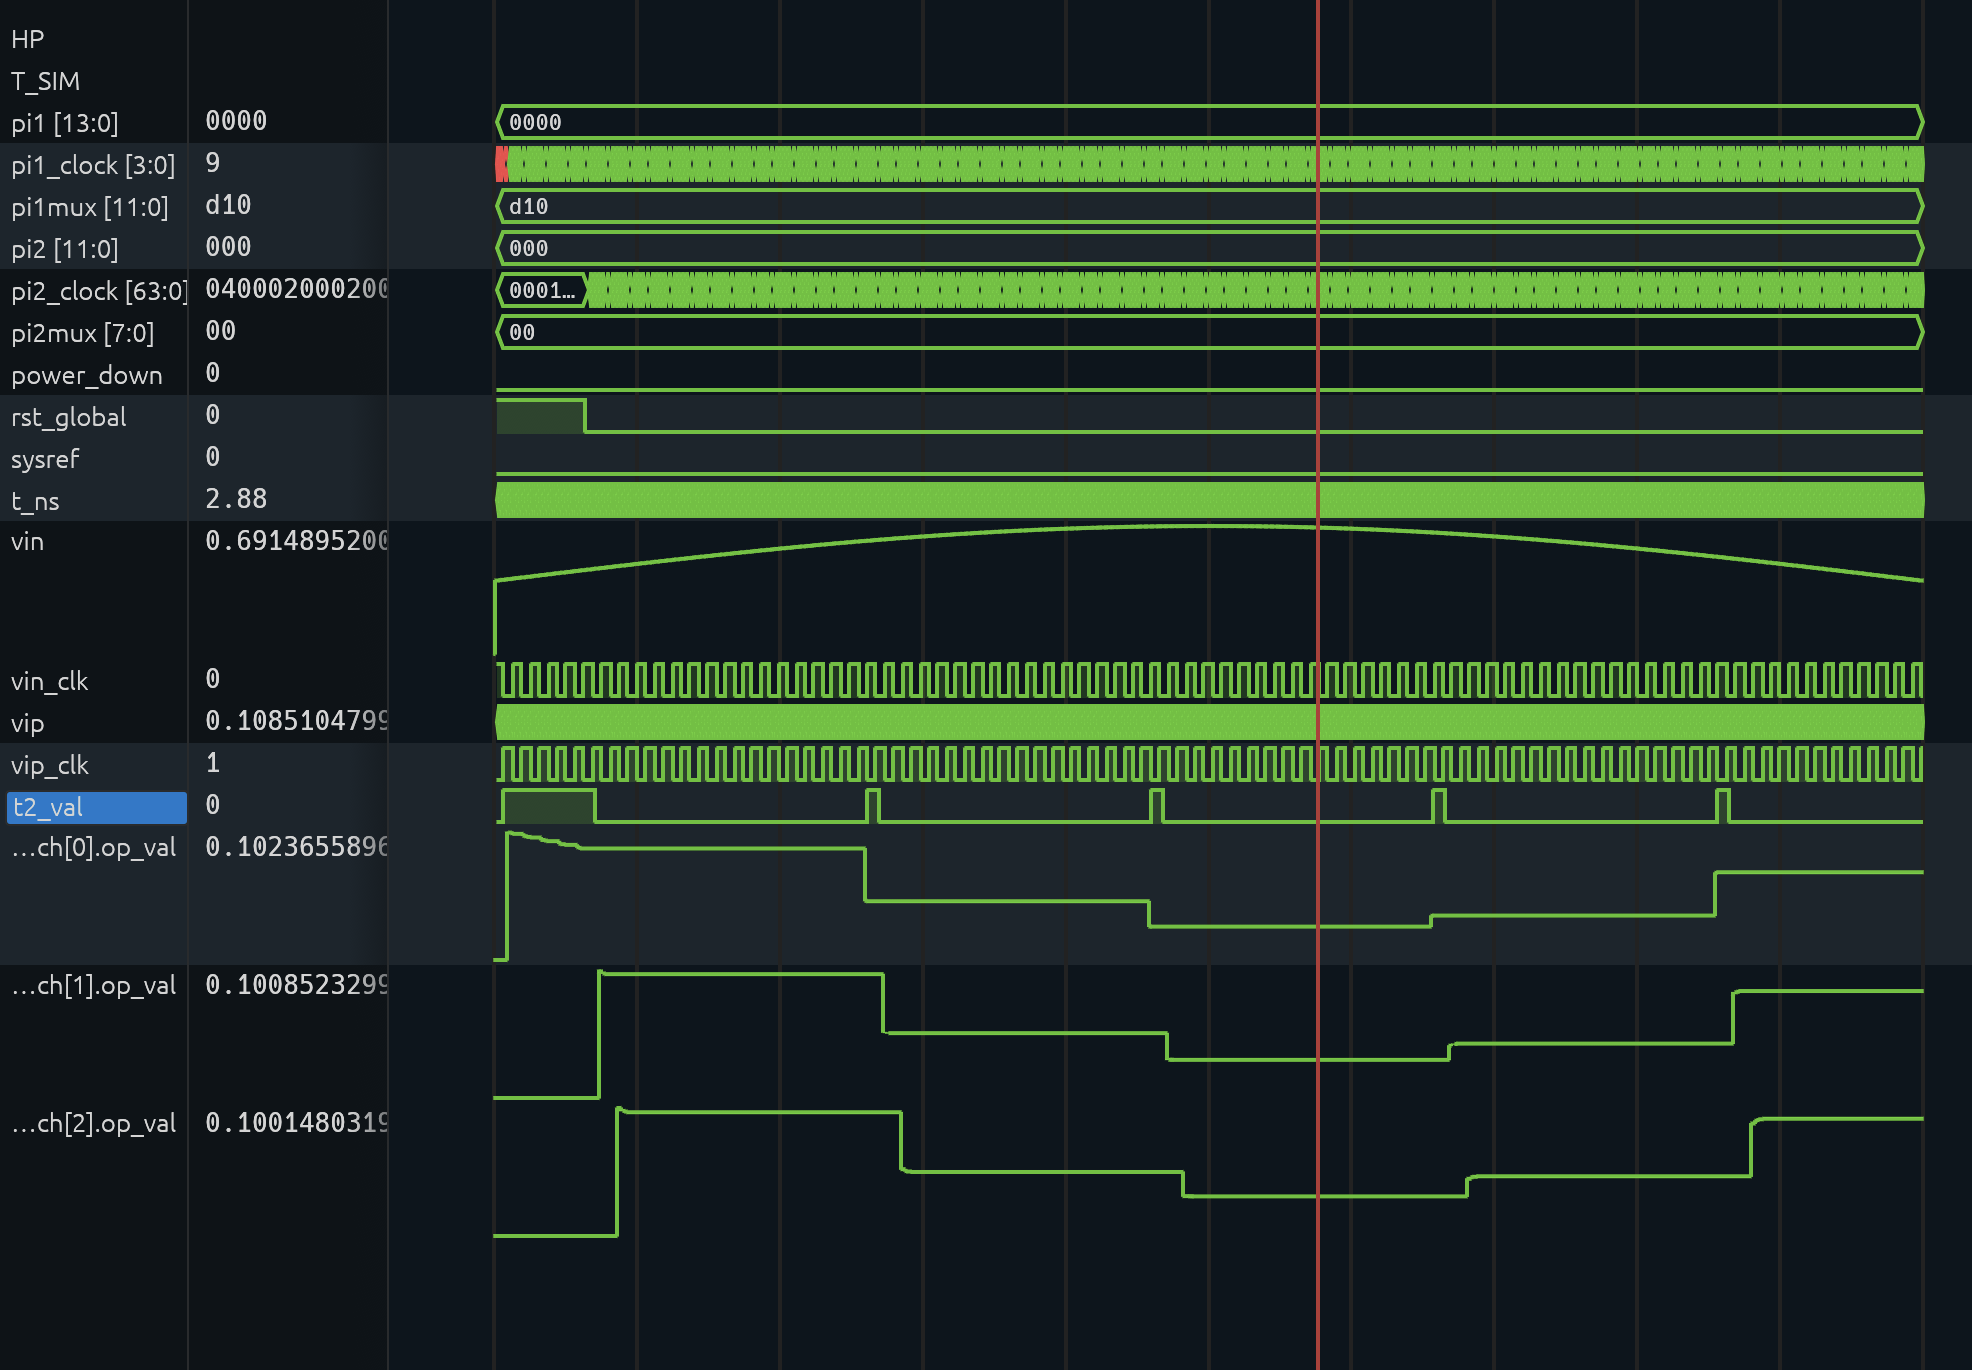 HP
T_SIM
pi1 [13:0] 0000 0000
pi1_clock [3:0] 9
pi1mux [11:0] d10 d10
pi2 [11:0] 000 000
pi2_clock [63:0] 040002000200 0001...
pi2mux [7:0] 00 00
power_down 0
rst_global 0
sysref 0
t_ns 2.88
vin 0.6914895200
vin_clk 0
vip 0.1085104799
vip_clk 1
t2_val 0
...ch[0].op_val 0.1023655896
...ch[1].op_val 0.1008523299
...ch[2].op_val 0.1001480319